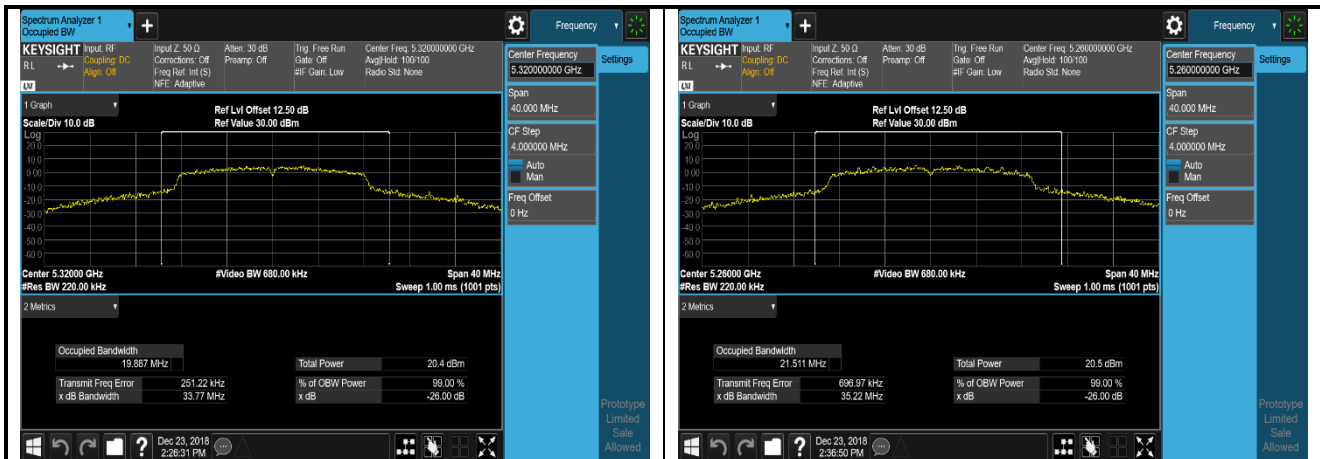 Spectrum Analyzer 1
Occupied BW
+
Frequency
KEYSIGHT
R L
LXI
Input: RF
Coupling: DC
Align: Off
Input Z: 50 Ω
Corrections: Off
Freq Ref: Int (S)
NFE: Adaptive
Atten: 30 dB
Preamp: Off
Trig: Free Run
Gate: Off
#IF Gain: Low
Center Freq: 5.320000000 GHz
Avg|Hold: 100/100
Radio Std: None
Center Frequency
5.320000000 GHz
Settings
Span
40.000 MHz
CF Step
4.000000 MHz
Auto
Man
Freq Offset
0 Hz
1 Graph
Scale/Div 10.0 dB
Ref Lvl Offset 12.50 dB
Ref Value 30.00 dBm
Log
20.0
10.0
0.00
-10.0
-20.0
-30.0
-40.0
-50.0
-60.0
Center 5.32000 GHz
#Res BW 220.00 kHz
#Video BW 680.00 kHz
Span 40 MHz
Sweep 1.00 ms (1001 pts)
2 Metrics
Occupied Bandwidth
19.887 MHz
Total Power 20.4 dBm
Transmit Freq Error 251.22 kHz
% of OBW Power 99.00 %
x dB Bandwidth 33.77 MHz
x dB -26.00 dB
Prototype
Limited
Sale
Allowed
?
Dec 23, 2018
2:26:31 PM
Spectrum Analyzer 1
Occupied BW
+
Frequency
KEYSIGHT
R L
LXI
Input: RF
Coupling: DC
Align: Off
Input Z: 50 Ω
Corrections: Off
Freq Ref: Int (S)
NFE: Adaptive
Atten: 30 dB
Preamp: Off
Trig: Free Run
Gate: Off
#IF Gain: Low
Center Freq: 5.260000000 GHz
Avg|Hold: 100/100
Radio Std: None
Center Frequency
5.260000000 GHz
Settings
Span
40.000 MHz
CF Step
4.000000 MHz
Auto
Man
Freq Offset
0 Hz
1 Graph
Scale/Div 10.0 dB
Ref Lvl Offset 12.50 dB
Ref Value 30.00 dBm
Log
20.0
10.0
0.00
-10.0
-20.0
-30.0
-40.0
-50.0
-60.0
Center 5.26000 GHz
#Res BW 220.00 kHz
#Video BW 680.00 kHz
Span 40 MHz
Sweep 1.00 ms (1001 pts)
2 Metrics
Occupied Bandwidth
21.511 MHz
Total Power 20.5 dBm
Transmit Freq Error 696.97 kHz
% of OBW Power 99.00 %
x dB Bandwidth 35.22 MHz
x dB -26.00 dB
Prototype
Limited
Sale
Allowed
?
Dec 23, 2018
2:36:50 PM